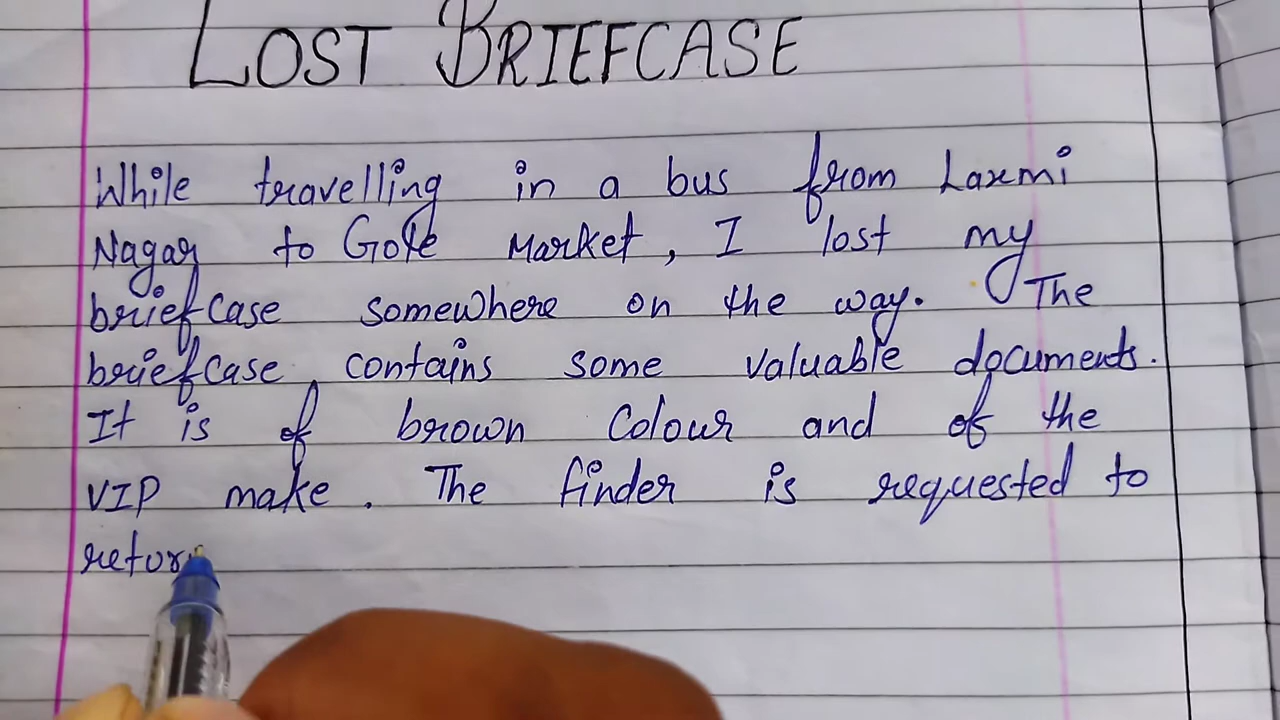 LOST BRIEFCASE
While travelling in a bus from Laxmi
Nagar to Gole Market, I lost my
briefcase somewhere on the way. The
briefcase contains some valuable documents.
It is of brown Colour and of the
VIP make. The finder is requested to
retur